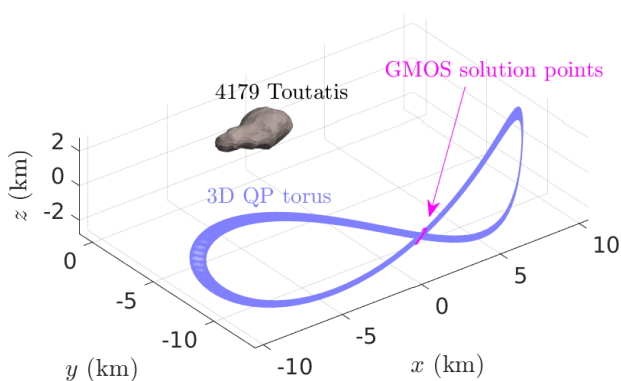 GMOS solution points
4179 Toutatis
3D QP torus
z (km)
2
0
-2
0
-5
-10
y (km)
-10
-5
0
5
10
x (km)